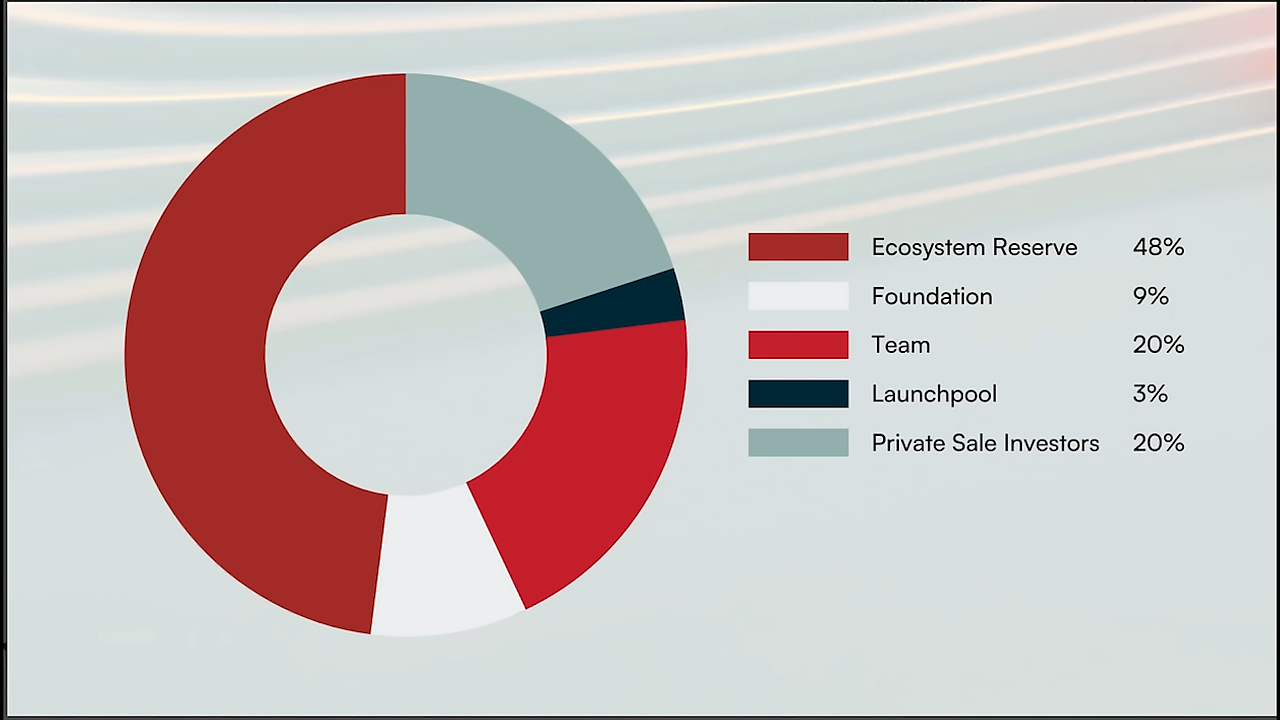 Ecosystem Reserve 48%
Foundation 9%
Team 20%
Launchpool 3%
Private Sale Investors 20%